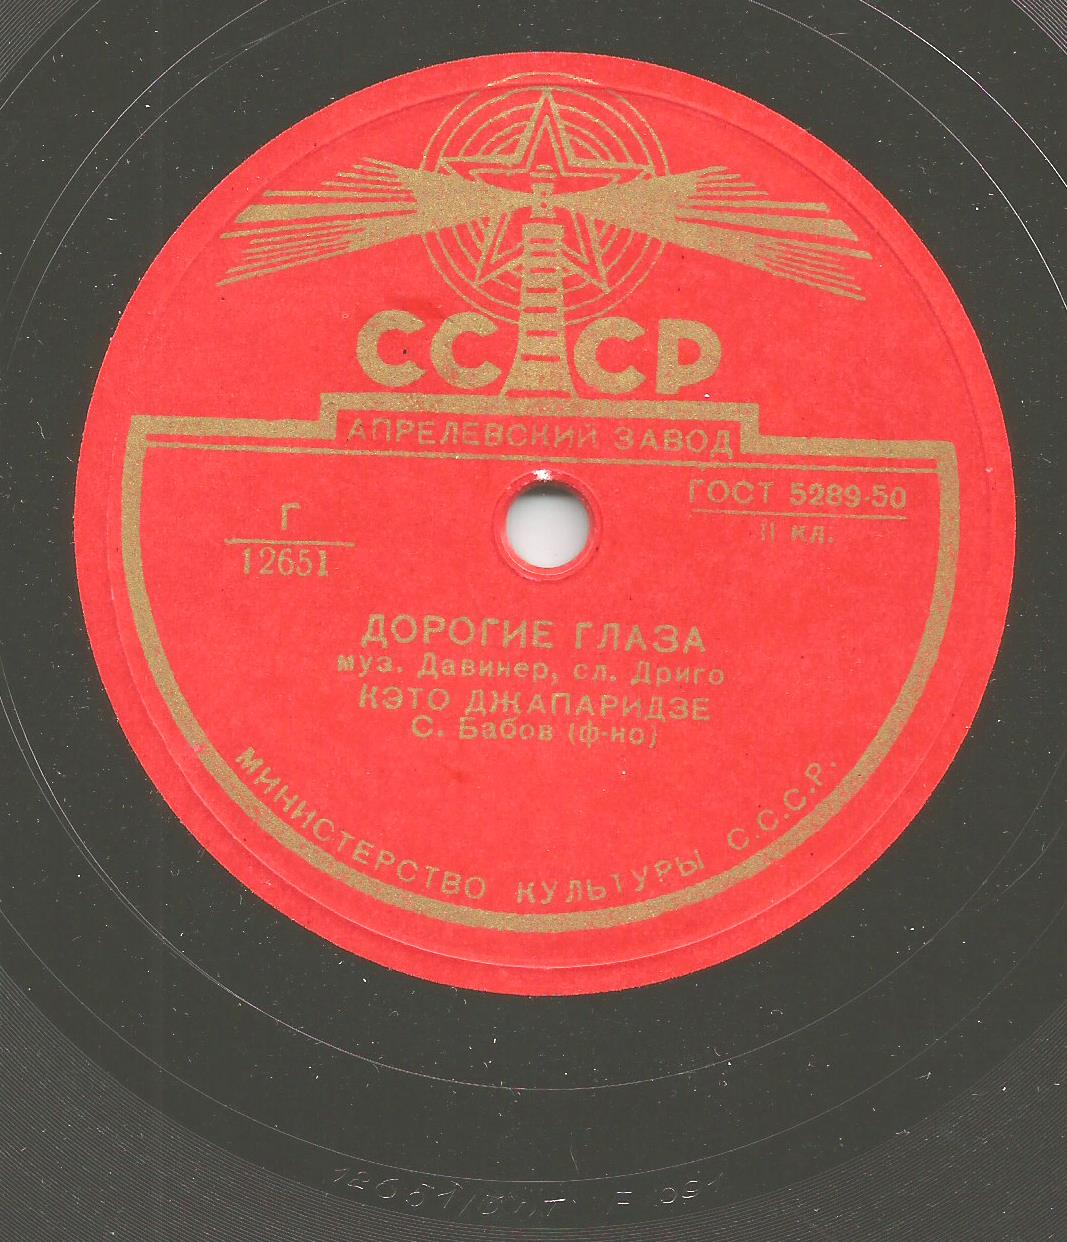 СССР
АПРЕЛЕВСКИЙ ЗАВОД
ГОСТ 5289-50
II кл.
Г
12651
ДОРОГИЕ ГЛАЗА
муз. Давинер, сл. Дриго
КЭТО ДЖАПАРИДЗЕ
С. Бабов (ф-но)
МИНИСТЕРСТВО КУЛЬТУРЫ С.С.С.Р.